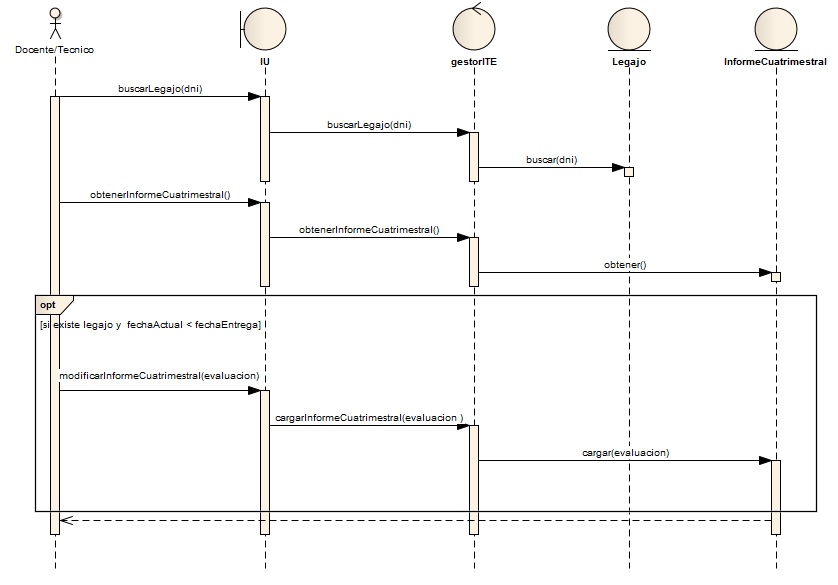 Docente/Tecnico
IU
gestorITE
Legajo
InformeCuatrimestral
buscarLegajo(dni)
buscarLegajo(dni)
buscar(dni)
obtenerInformeCuatrimestral()
obtenerInformeCuatrimestral()
obtener()
opt
[si existe legajo y fechaActual < fechaEntrega]
modificarInformeCuatrimestral(evaluacion)
cargarInformeCuatrimestral(evaluacion )
cargar(evaluacion)